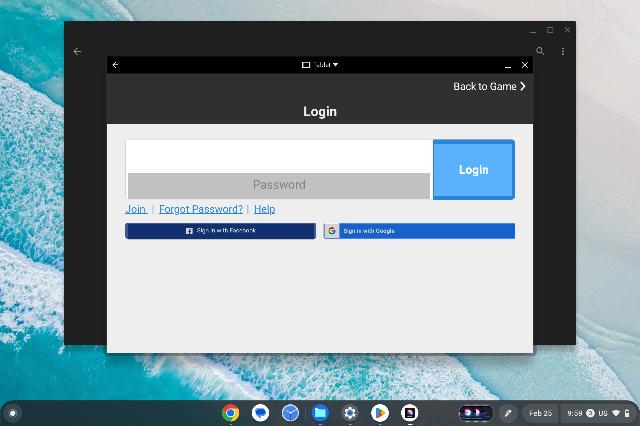 Tablet
Back to Game
Login
Login
Password
Join | Forgot Password? | Help
Sign in with Facebook
Sign in with Google
Feb 25
9:59
US